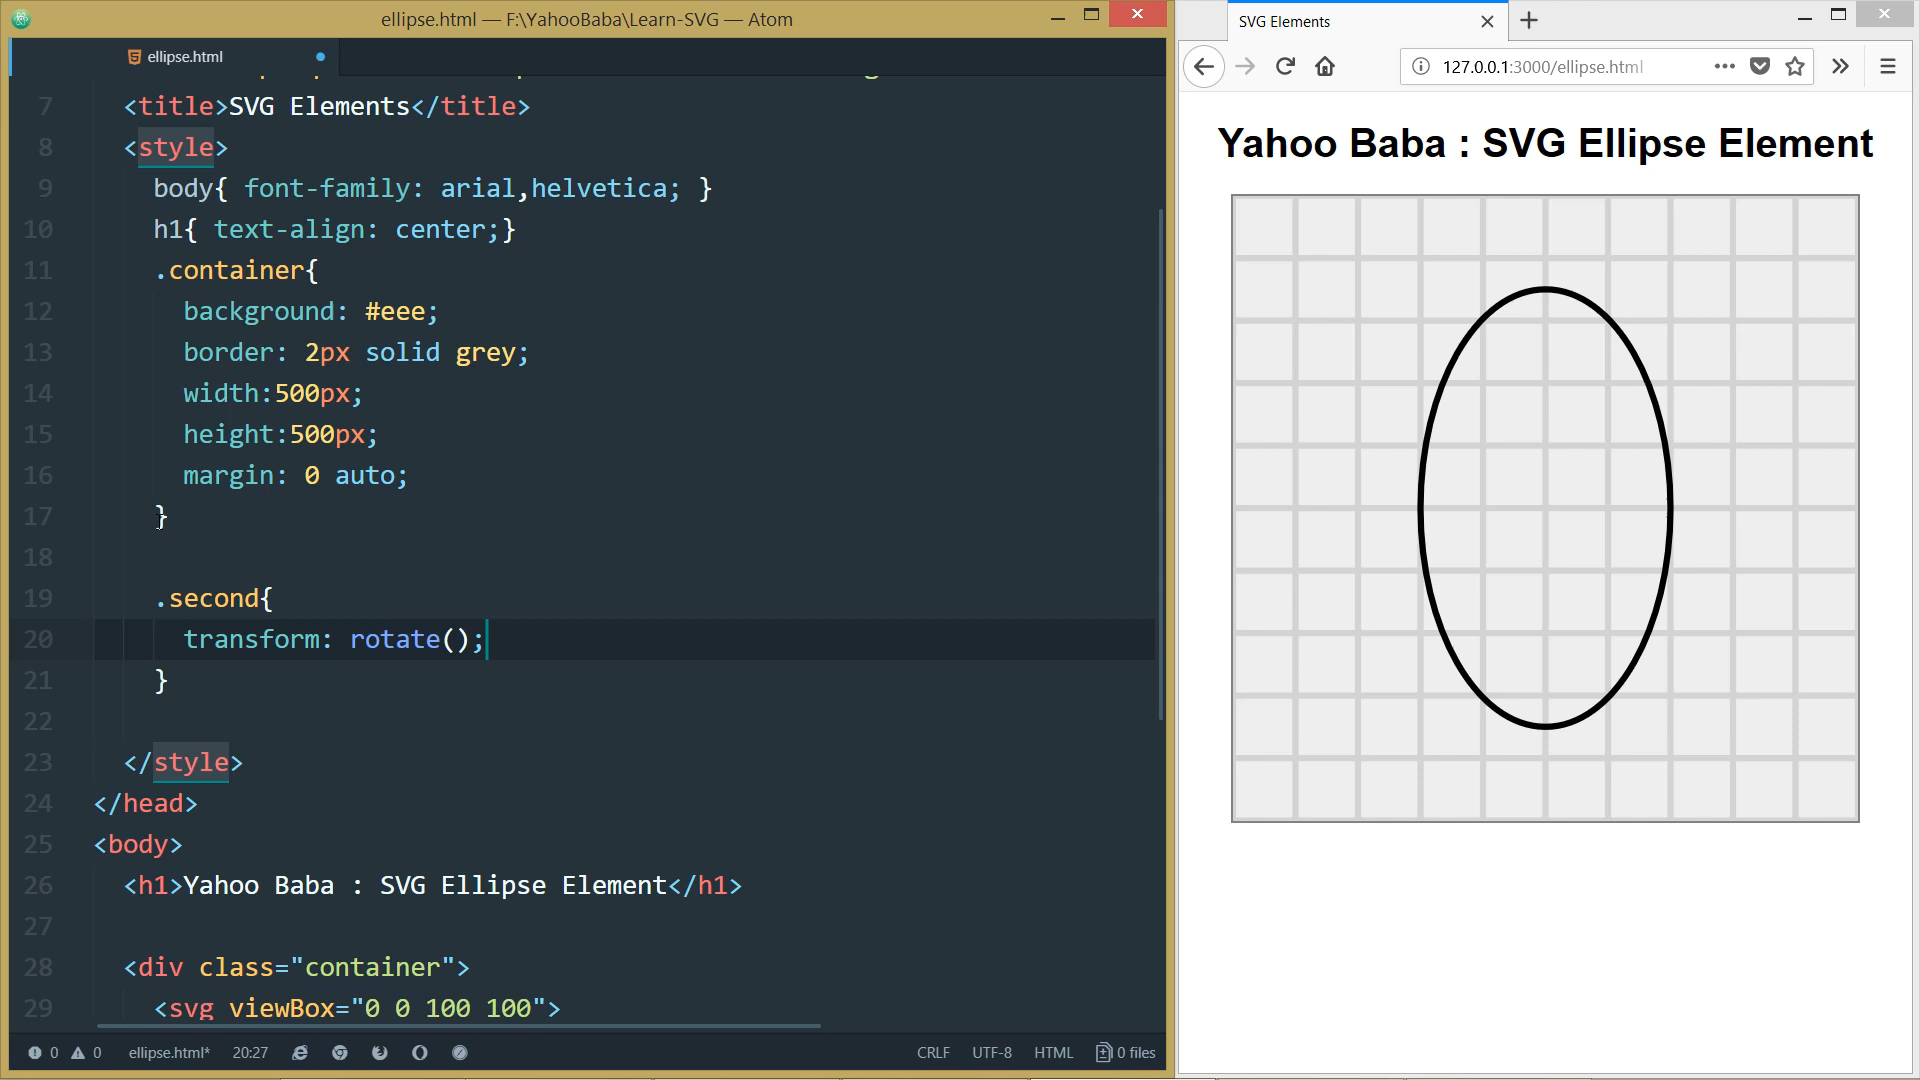 ellipse.html — F:\YahooBaba\Learn-SVG — Atom
ellipse.html
7 <title>SVG Elements</title>
8 <style>
9 body{ font-family: arial,helvetica; }
10 h1{ text-align: center;}
11 .container{
12 background: #eee;
13 border: 2px solid grey;
14 width:500px;
15 height:500px;
16 margin: 0 auto;
17 }
18
19 .second{
20 transform: rotate();
21 }
22
23 </style>
24 </head>
25 <body>
26 <h1>Yahoo Baba : SVG Ellipse Element</h1>
27
28 <div class="container">
29 <svg viewBox="0 0 100 100">
0 0 ellipse.html* 20:27 CRLF UTF-8 HTML 0 files
SVG Elements
127.0.0.1:3000/ellipse.html
Yahoo Baba : SVG Ellipse Element